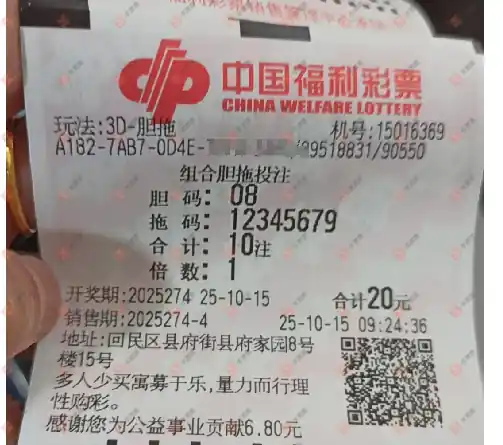 中国福利彩票
CHINA WELFARE LOTTERY
玩法:3D-胆拖 机号:15016369
A182-7AB7-0D4E- /89518831/90550
组合胆拖投注
胆 码: 08
拖 码: 12345679
合 计: 10注
倍 数: 1
开奖期:2025274 25-10-15 合计20元
销售期:2025274-4 25-10-15 09:24:36
地址:回民区县府街县府家园8号
楼15号
多人少买寓募于乐,量力而行理
性购彩。
感谢您为公益事业贡献6.80元